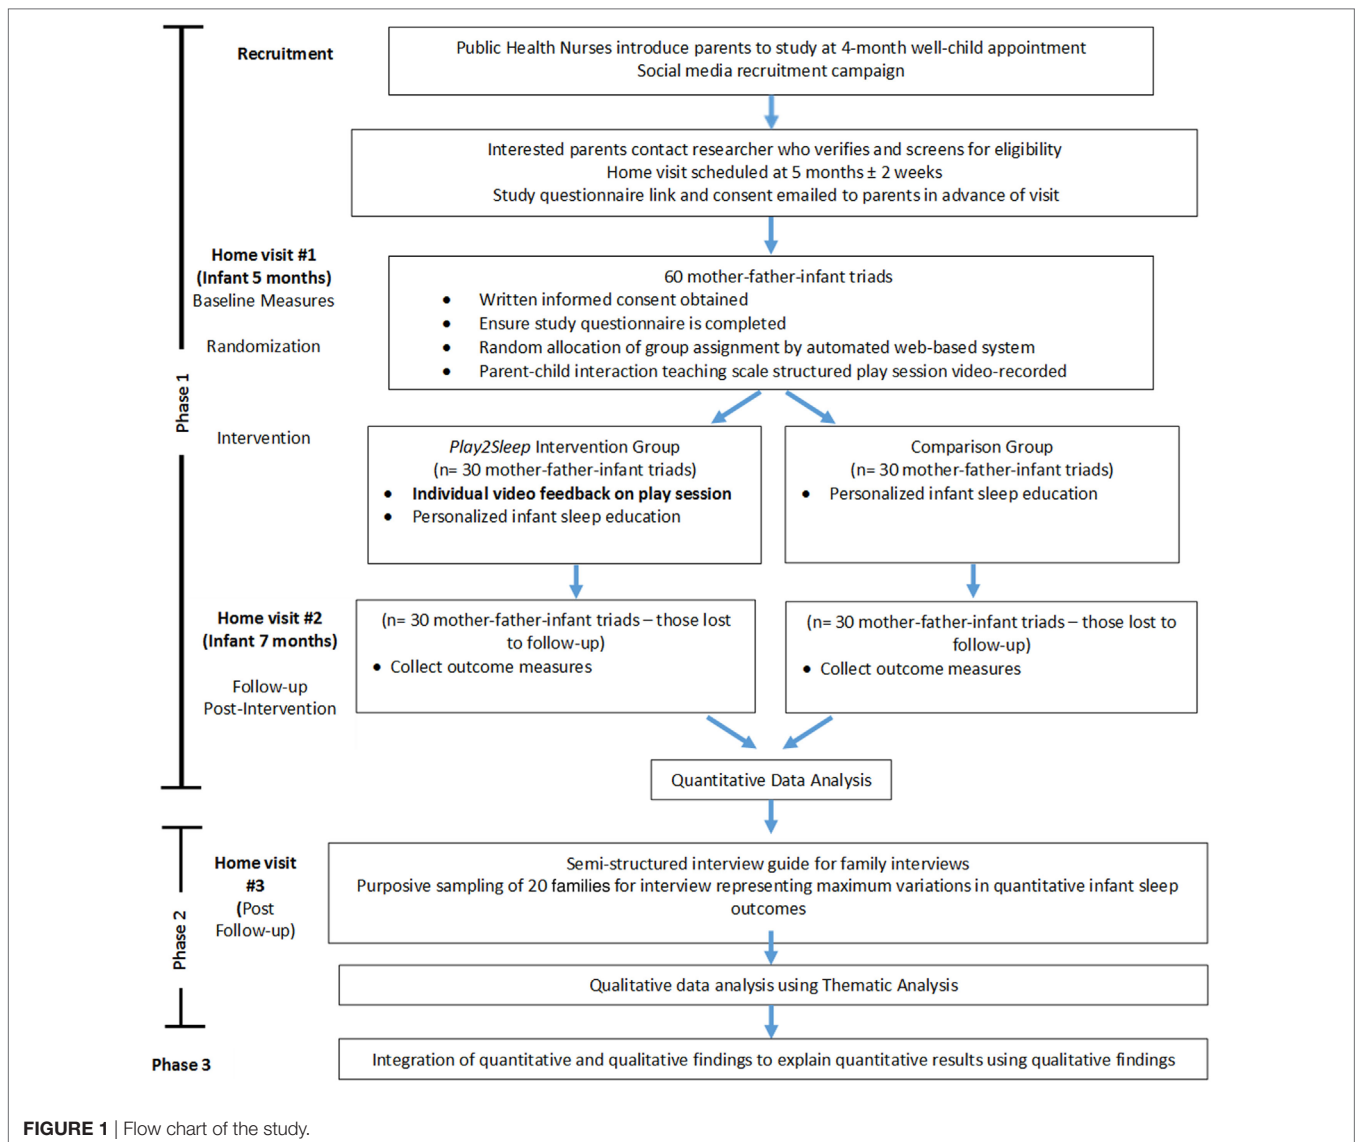 Recruitment
Public Health Nurses introduce parents to study at 4-month well-child appointment
Social media recruitment campaign
Interested parents contact researcher who verifies and screens for eligibility
Home visit scheduled at 5 months ± 2 weeks
Study questionnaire link and consent emailed to parents in advance of visit
Phase 1
Home visit #1
(Infant 5 months)
Baseline Measures
Randomization
60 mother-father-infant triads
● Written informed consent obtained
● Ensure study questionnaire is completed
● Random allocation of group assignment by automated web-based system
● Parent-child interaction teaching scale structured play session video-recorded
Intervention
Play2Sleep Intervention Group
(n= 30 mother-father-infant triads)
● Individual video feedback on play session
● Personalized infant sleep education
Comparison Group
(n= 30 mother-father-infant triads)
● Personalized infant sleep education
Home visit #2
(Infant 7 months)
Follow-up
Post-Intervention
(n= 30 mother-father-infant triads – those lost
to follow-up)
● Collect outcome measures
(n= 30 mother-father-infant triads – those lost to
follow-up)
● Collect outcome measures
Quantitative Data Analysis
Phase 2
Home visit
#3
(Post
Follow-up)
Semi-structured interview guide for family interviews
Purposive sampling of 20 families for interview representing maximum variations in quantitative infant sleep
outcomes
Qualitative data analysis using Thematic Analysis
Phase 3
Integration of quantitative and qualitative findings to explain quantitative results using qualitative findings
FIGURE 1 | Flow chart of the study.